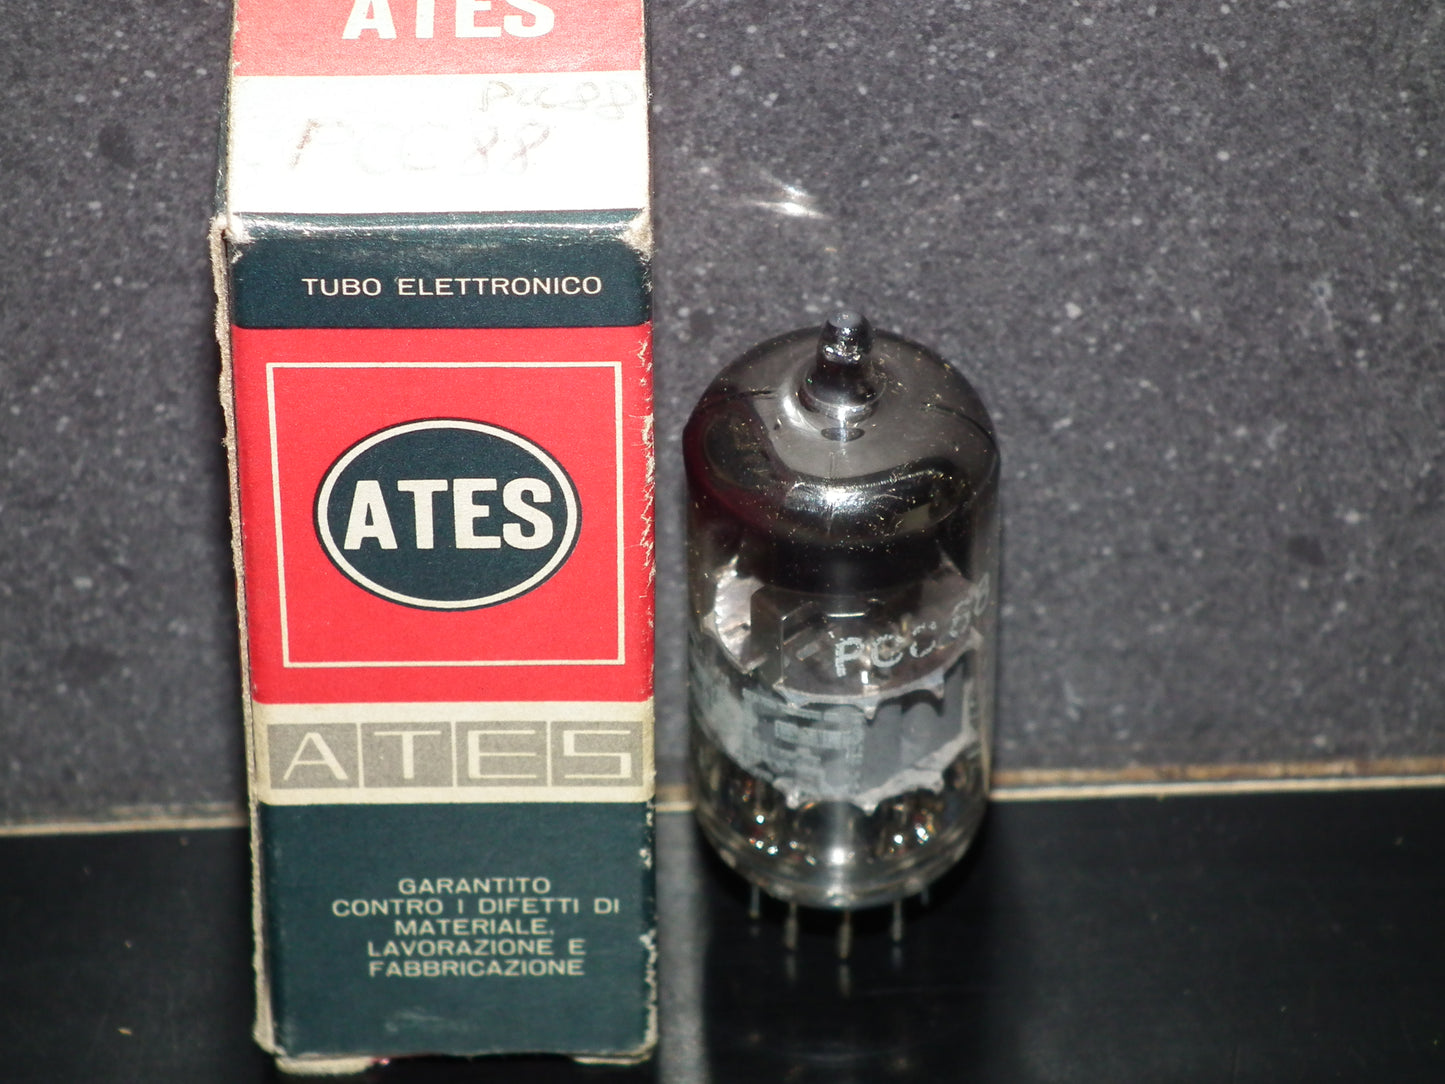 ATES
PCC88
PCC88
TUBO ELETTRONICO
ATES
ATES
GARANTITO
CONTRO I DIFETTI DI
MATERIALE,
LAVORAZIONE E
FABBRICAZIONE
PCC88